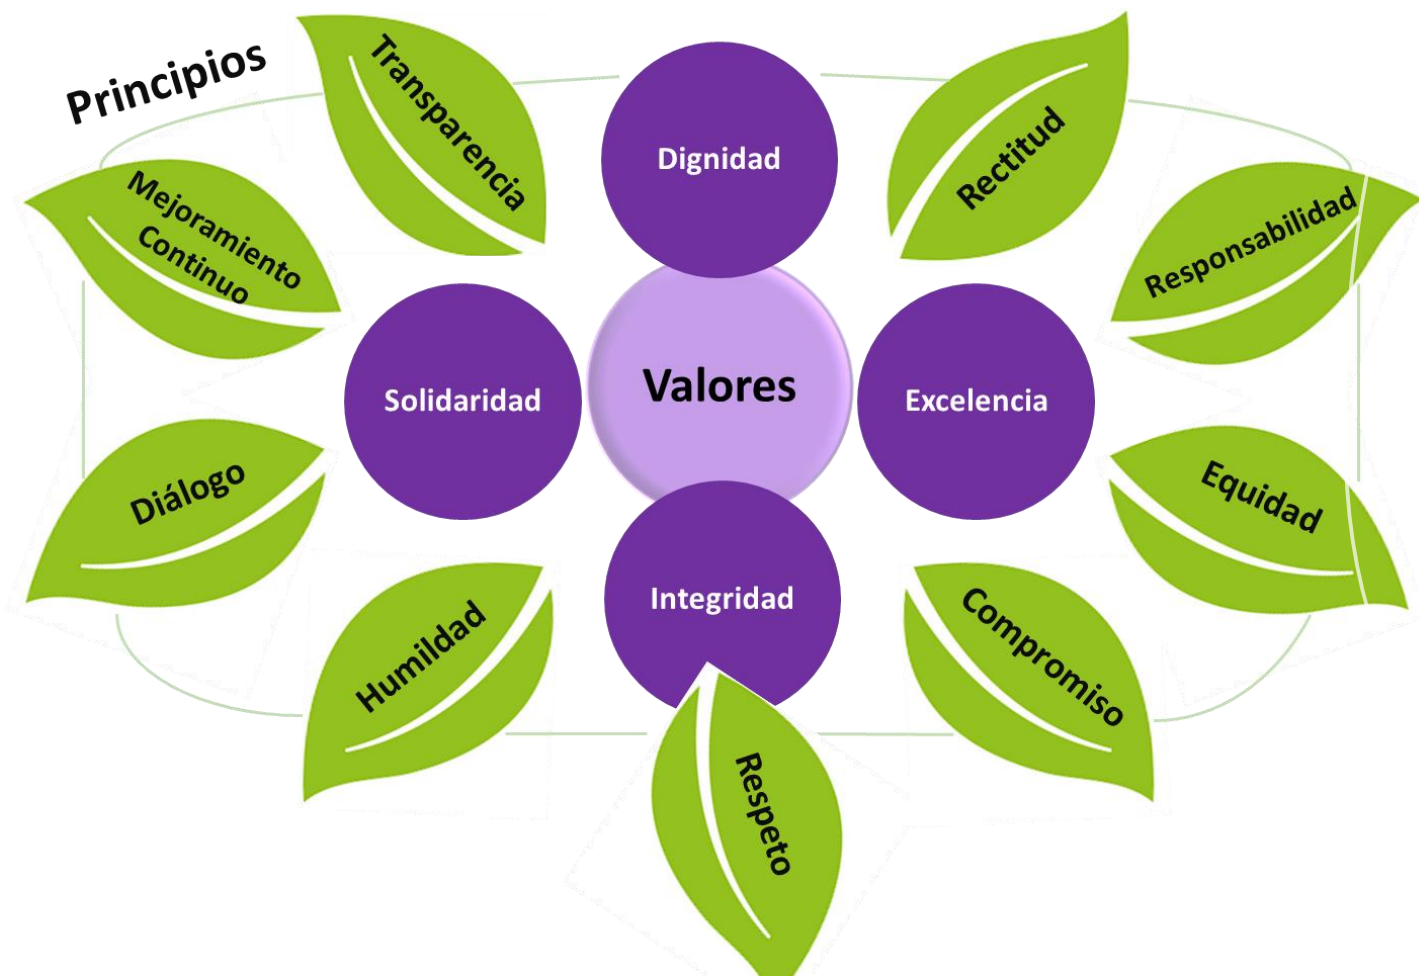 Principios
Transparencia
Dignidad
Rectitud
Mejoramiento
Continuo
Responsabilidad
Solidaridad
Valores
Excelencia
Diálogo
Equidad
Humildad
Integridad
Compromiso
Respeto